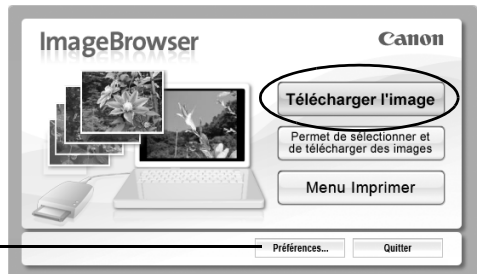 ImageBrowser
Canon
Télécharger l'image
Permet de sélectionner et
de télécharger des images
Menu Imprimer
Préférences...
Quitter